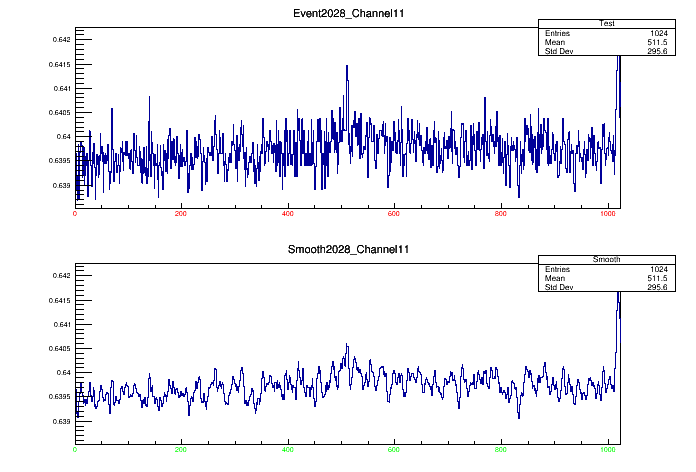 Event2028_Channel11
Test
Entries 1024
Mean 511.5
Std Dev 295.6
0.642
0.6415
0.641
0.6405
0.64
0.6395
0.639
0 200 400 600 800 1000
Smooth2028_Channel11
Smooth
Entries 1024
Mean 511.5
Std Dev 295.6
0.642
0.6415
0.641
0.6405
0.64
0.6395
0.639
0 200 400 600 800 1000